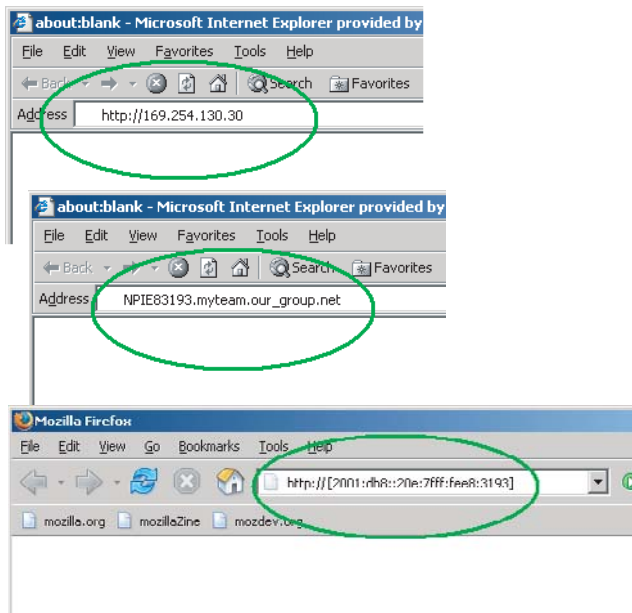 about:blank - Microsoft Internet Explorer provided by
File Edit View Favorites Tools Help
Back Search Favorites
Address http://169.254.130.30
about:blank - Microsoft Internet Explorer provided by
File Edit View Favorites Tools Help
Back Search Favorites
Address NPIE83193.myteam.our_group.net
Mozilla Firefox
File Edit View Go Bookmarks Tools Help
http://[2001:db8::20e:7fff:fee8:3193]
mozilla.org mozillaZine mozdev.org